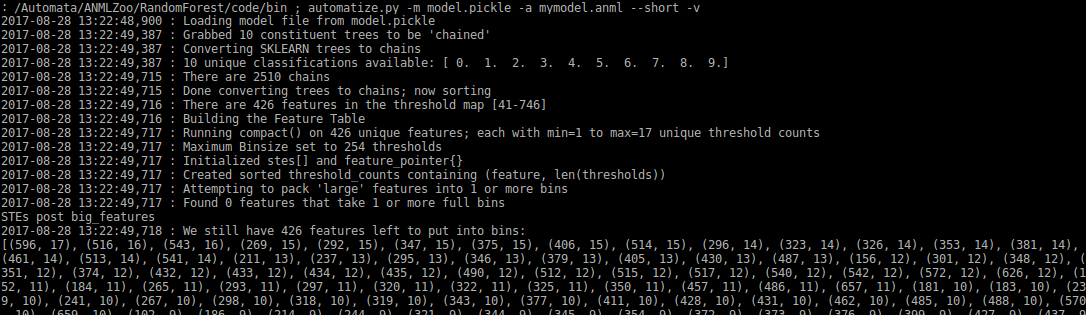 : /Automata/ANMLZoo/RandomForest/code/bin ; automatize.py -m model.pickle -a mymodel.anml --short -v
2017-08-28 13:22:48,900 : Loading model file from model.pickle
2017-08-28 13:22:49,387 : Grabbed 10 constituent trees to be 'chained'
2017-08-28 13:22:49,387 : Converting SKLEARN trees to chains
2017-08-28 13:22:49,387 : 10 unique classifications available: [ 0.  1.  2.  3.  4.  5.  6.  7.  8.  9.]
2017-08-28 13:22:49,715 : There are 2510 chains
2017-08-28 13:22:49,715 : Done converting trees to chains; now sorting
2017-08-28 13:22:49,716 : There are 426 features in the threshold map [41-746]
2017-08-28 13:22:49,716 : Building the Feature Table
2017-08-28 13:22:49,717 : Running compact() on 426 unique features; each with min=1 to max=17 unique threshold counts
2017-08-28 13:22:49,717 : Maximum Binsize set to 254 thresholds
2017-08-28 13:22:49,717 : Initialized stes[] and feature_pointer{}
2017-08-28 13:22:49,717 : Created sorted threshold_counts containing (feature, len(thresholds))
2017-08-28 13:22:49,717 : Attempting to pack 'large' features into 1 or more bins
2017-08-28 13:22:49,717 : Found 0 features that take 1 or more full bins
STEs post big_features
2017-08-28 13:22:49,718 : We still have 426 features left to put into bins:
[(596, 17), (516, 16), (543, 16), (269, 15), (292, 15), (347, 15), (375, 15), (406, 15), (514, 15), (296, 14), (323, 14), (326, 14), (353, 14), (381, 14),
(461, 14), (513, 14), (541, 14), (211, 13), (237, 13), (295, 13), (346, 13), (379, 13), (405, 13), (430, 13), (487, 13), (156, 12), (301, 12), (348, 12), (
351, 12), (374, 12), (432, 12), (433, 12), (434, 12), (435, 12), (490, 12), (512, 12), (515, 12), (517, 12), (540, 12), (542, 12), (572, 12), (626, 12), (1
52, 11), (184, 11), (265, 11), (293, 11), (297, 11), (320, 11), (322, 11), (325, 11), (350, 11), (457, 11), (486, 11), (657, 11), (181, 10), (183, 10), (23
9, 10), (241, 10), (267, 10), (298, 10), (318, 10), (319, 10), (343, 10), (377, 10), (411, 10), (428, 10), (431, 10), (462, 10), (485, 10), (488, 10), (570